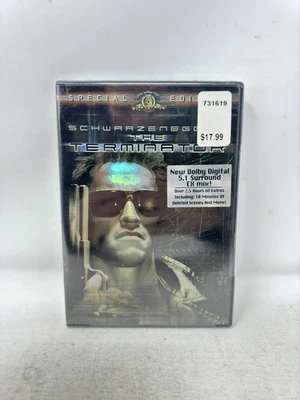 SPECIAL EDIT
731619
$17.99
SCHWARZENEGG
THE
TERMINATOR
New Dolby Digital
5.1 Surround
EX mix!
Over 2.5 Hours of Extras
Including: 18 Minutes Of
Deleted Scenes And More!